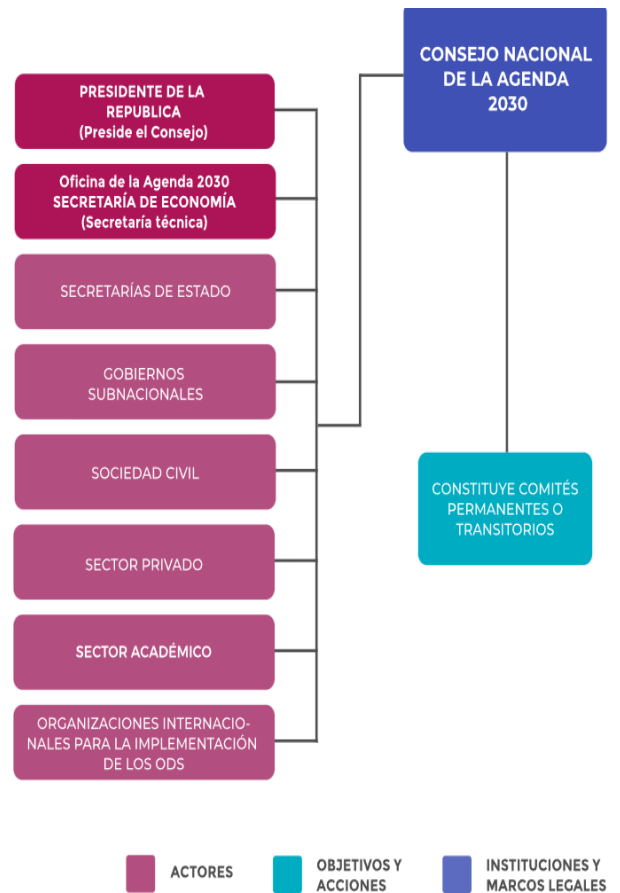 CONSEJO NACIONAL
DE LA AGENDA
2030
PRESIDENTE DE LA
REPUBLICA
(Preside el Consejo)
Oficina de la Agenda 2030
SECRETARÍA DE ECONOMÍA
(Secretaría técnica)
SECRETARÍAS DE ESTADO
GOBIERNOS
SUBNACIONALES
SOCIEDAD CIVIL
SECTOR PRIVADO
SECTOR ACADÉMICO
ORGANIZACIONES INTERNACIO-
NALES PARA LA IMPLEMENTACIÓN
DE LOS ODS
CONSTITUYE COMITÉS
PERMANENTES O
TRANSITORIOS
ACTORES
OBJETIVOS Y
ACCIONES
INSTITUCIONES Y
MARCOS LEGALES